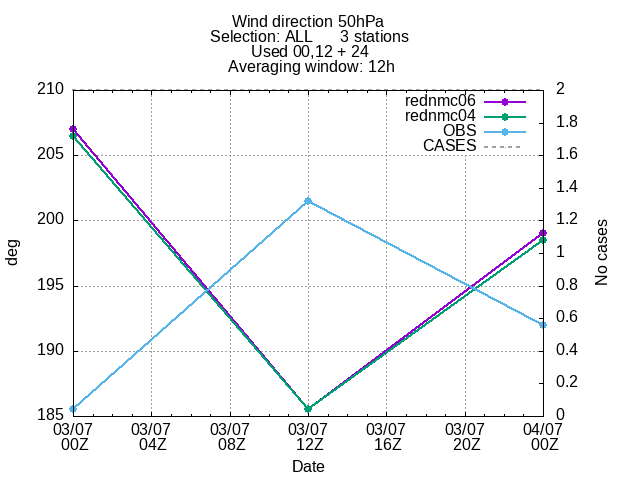 Wind direction 50hPa
Selection: ALL 3 stations
Used 00,12 + 24
Averaging window: 12h
210 2
rednmc06
rednmc04 1.8
OBS
CASES
205 1.6
1.4
200 1.2
deg
No cases
1
195 0.8
0.6
190 0.4
0.2
185 0
03/07 03/07 03/07 03/07 03/07 03/07 04/07
00Z 04Z 08Z 12Z 16Z 20Z 00Z
Date